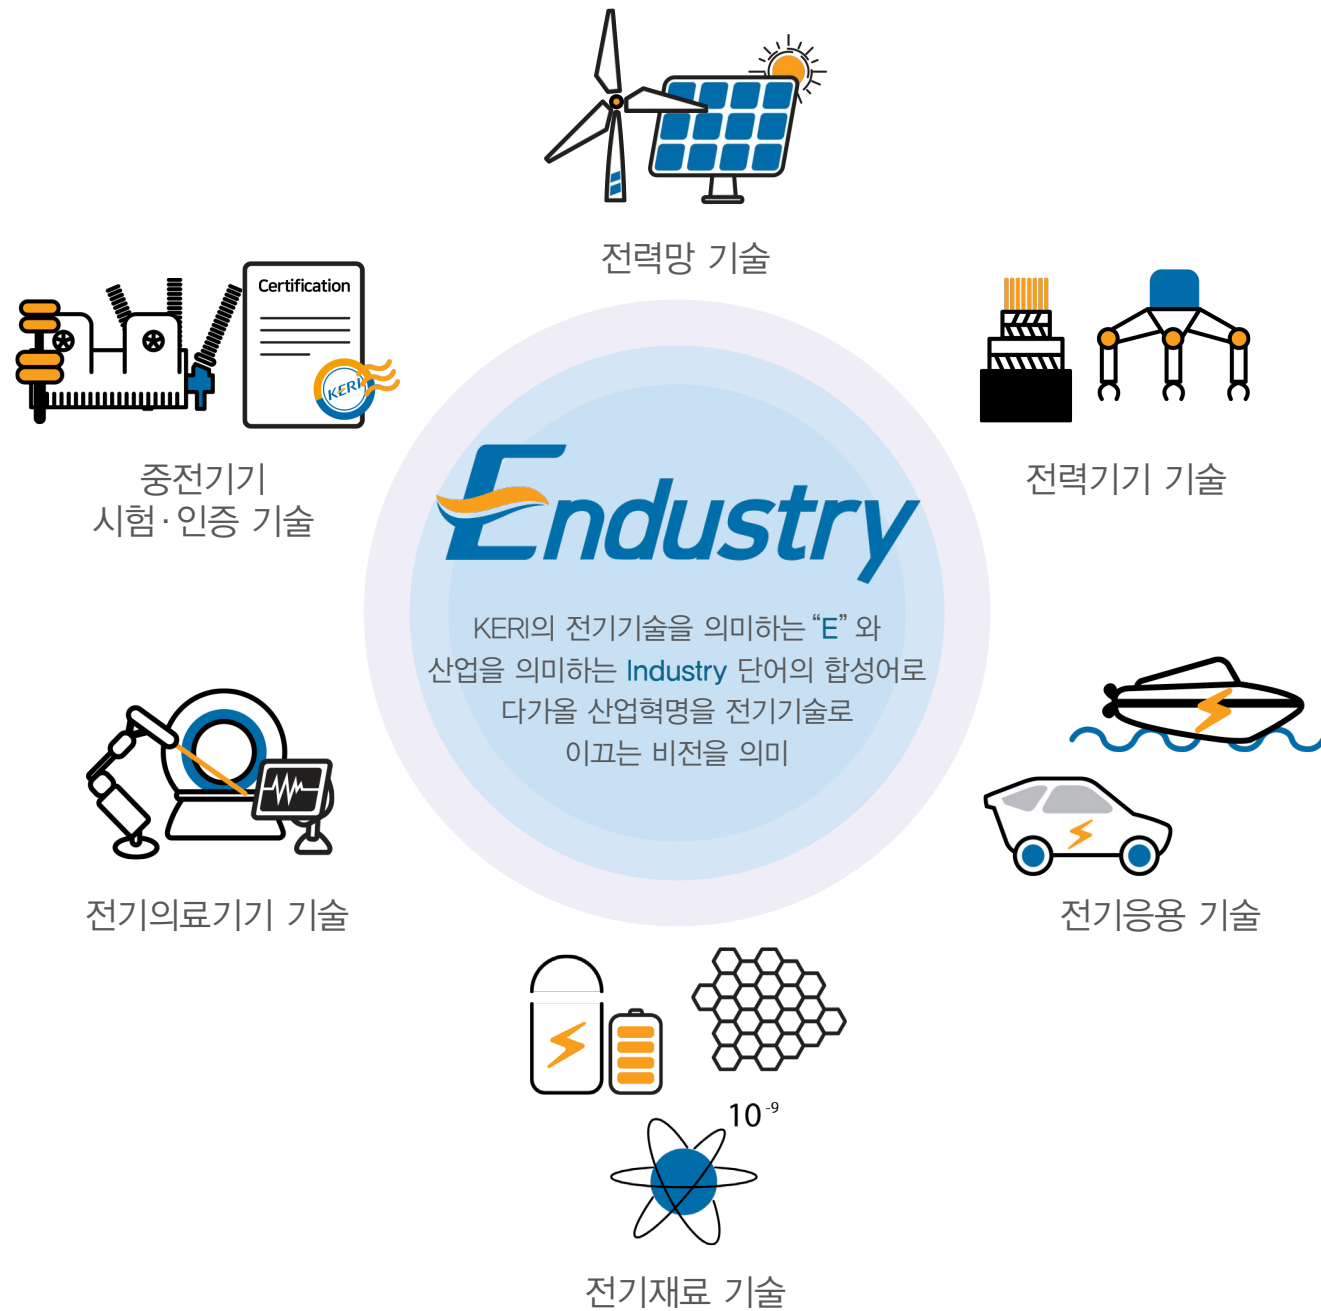 전력망 기술
Certification
KERI
중전기기
시험·인증 기술
전력기기 기술
Endustry
KERI의 전기기술을 의미하는 “E” 와
산업을 의미하는 Industry 단어의 합성어로
다가올 산업혁명을 전기기술로
이끄는 비전을 의미
전기의료기기 기술
전기응용 기술
10⁻⁹
전기재료 기술